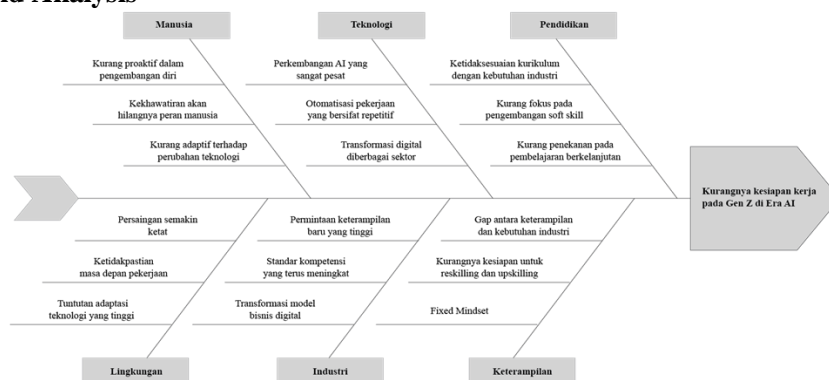 Analysis
Manusia
Teknologi
Pendidikan
Kurang proaktif dalam
pengembangan diri
Perkembangan AI yang
sangat pesat
Ketidaksesuaian kurikulum
dengan kebutuhan industri
Kekhawatiran akan
hilangnya peran manusia
Otomatisasi pekerjaan
yang bersifat repetitif
Kurang fokus pada
pengembangan soft skill
Kurang adaptif terhadap
perubahan teknologi
Transformasi digital
diberbagai sektor
Kurang penekanan pada
pembelajaran berkelanjutan
Kurangnya kesiapan kerja
pada Gen Z di Era AI
Persaingan semakin
ketat
Permintaan keterampilan
baru yang tinggi
Gap antara keterampilan
dan kebutuhan industri
Ketidakpastian
masa depan pekerjaan
Standar kompetensi
yang terus meningkat
Kurangnya kesiapan untuk
reskilling dan upskilling
Tuntutan adaptasi
teknologi yang tinggi
Transformasi model
bisnis digital
Fixed Mindset
Lingkungan
Industri
Keterampilan